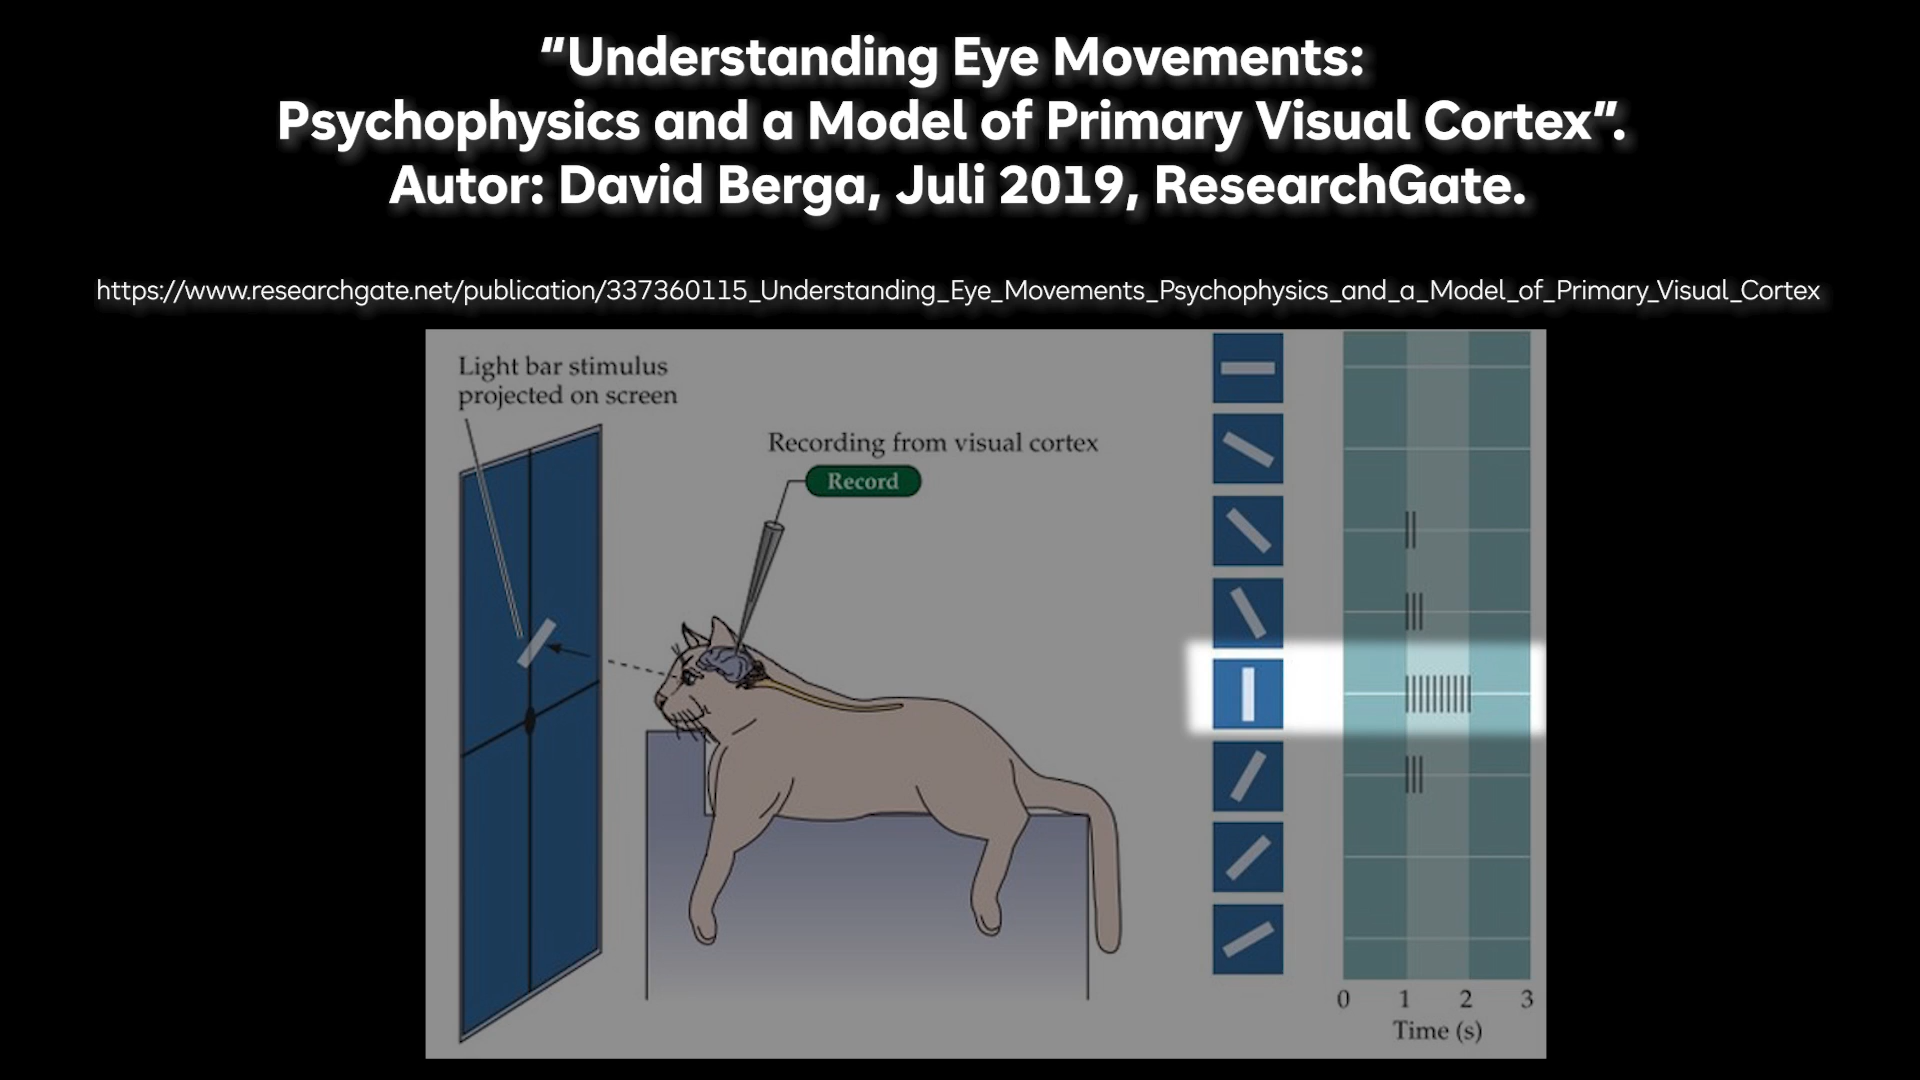 “Understanding Eye Movements:
Psychophysics and a Model of Primary Visual Cortex”.
Autor: David Berga, Juli 2019, ResearchGate.
https://www.researchgate.net/publication/337360115_Understanding_Eye_Movements_Psychophysics_and_a_Model_of_Primary_Visual_Cortex
Light bar stimulus
projected on screen
Recording from visual cortex
Record
0 1 2 3
Time (s)